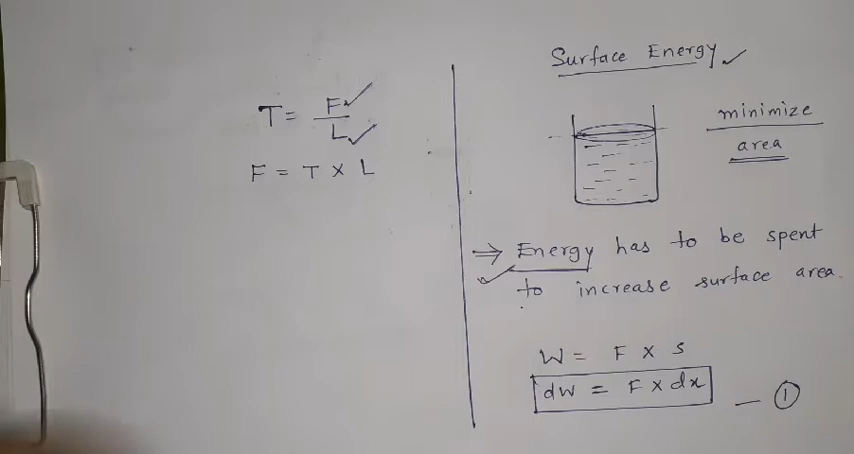 T = F/L
F = T x L
Surface Energy
minimize
area
⇒ Energy has to be spent
to increase surface area.
W = F x s
dw = F x dx — ①